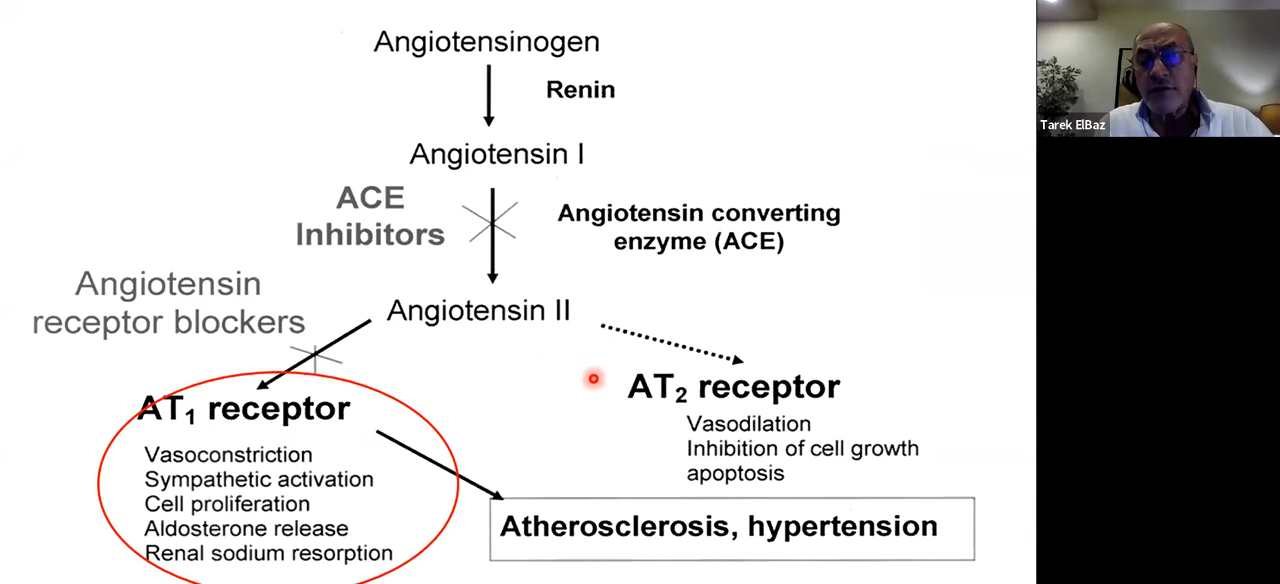 Angiotensinogen
Renin
Angiotensin I
ACE
Inhibitors
Angiotensin converting
enzyme (ACE)
Angiotensin
receptor blockers
Angiotensin II
AT₁ receptor
Vasoconstriction
Sympathetic activation
Cell proliferation
Aldosterone release
Renal sodium resorption
AT₂ receptor
Vasodilation
Inhibition of cell growth
apoptosis
Atherosclerosis, hypertension
Tarek ElBaz